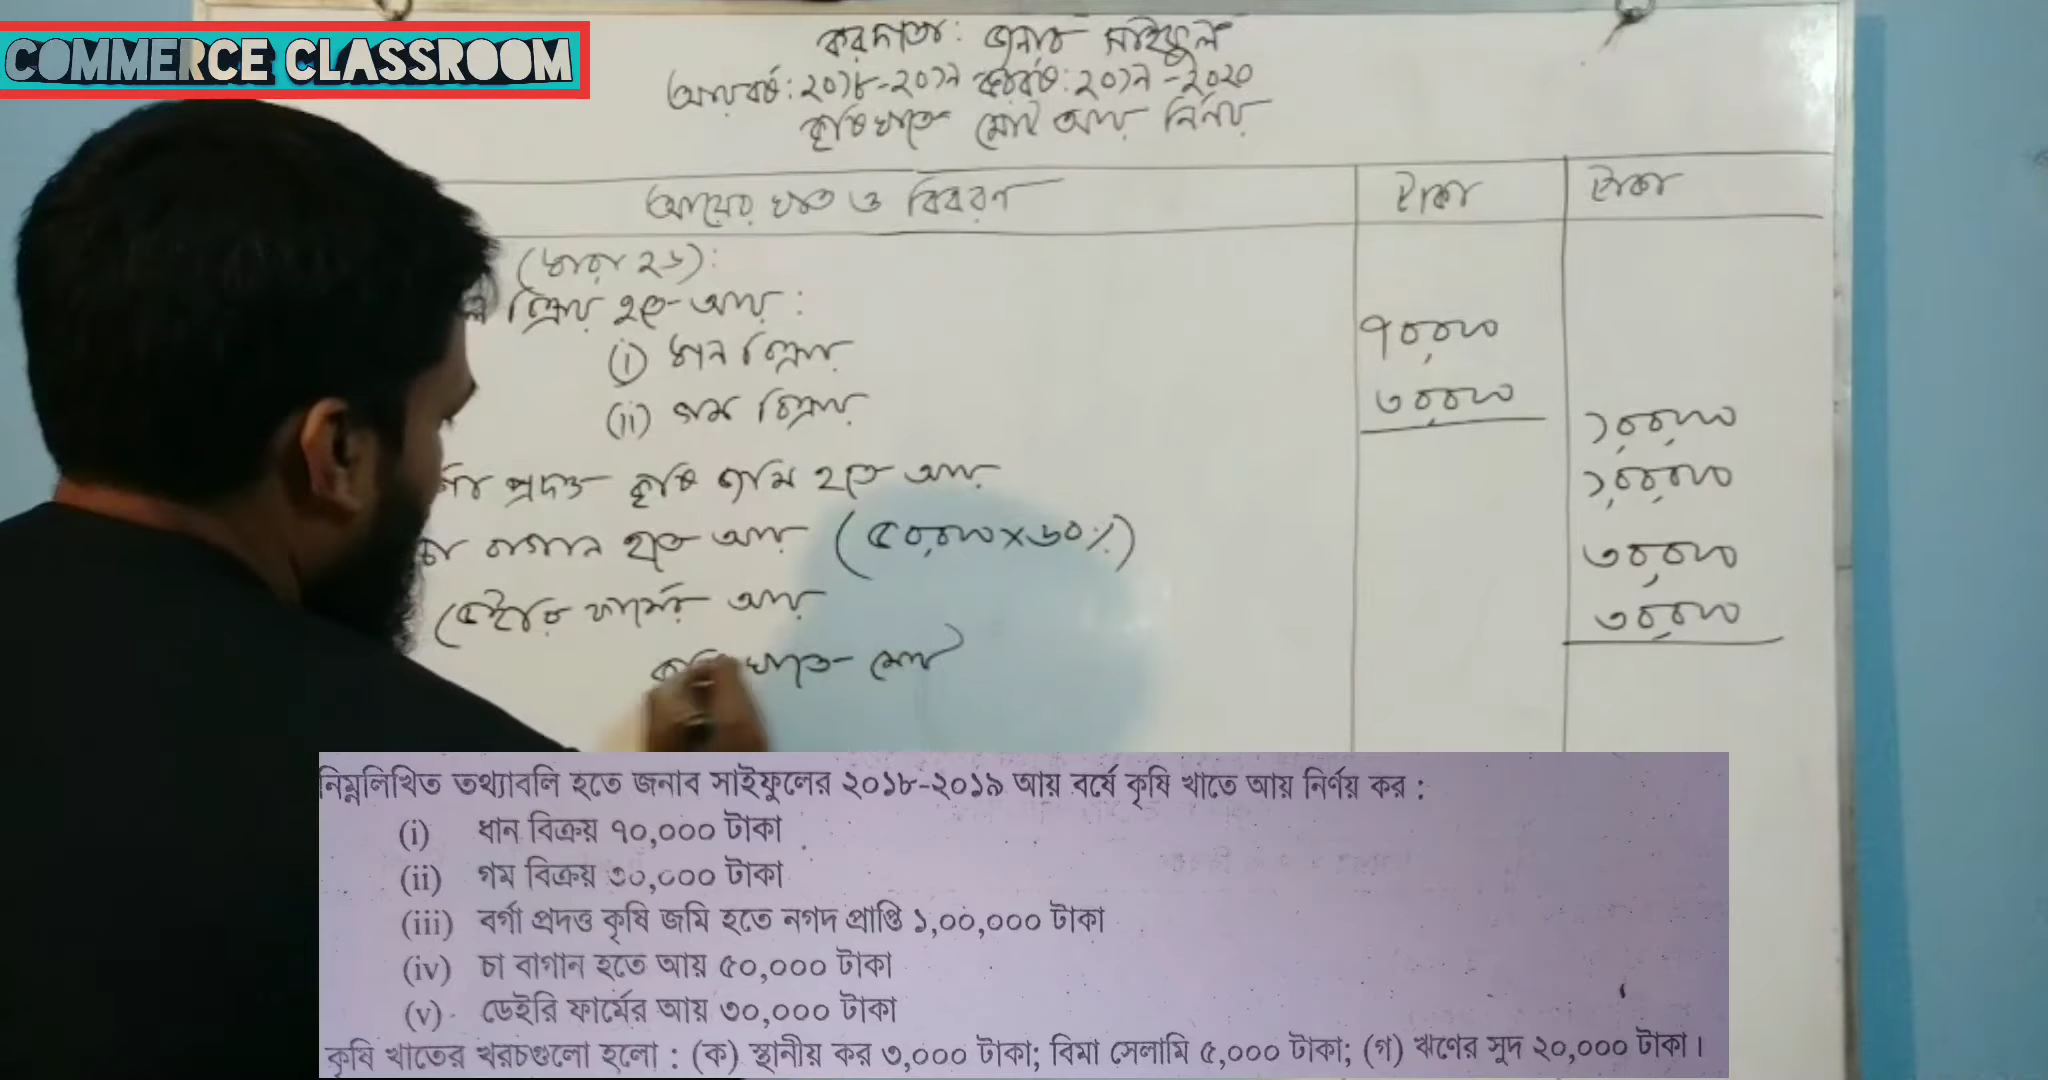 COMMERCE CLASSROOM
করদাতা: জনাব সাইফুল
আয়বর্ষ: ২০১৮-২০১৯ করবর্ষ: ২০১৯-২০২০
কৃষিখাতে মোট আয় নির্ণয়
আয়ের খাত ও বিবরণ টাকা টাকা
(ধারা ২৬):
বিক্রয় হতে আয়:
(i) ধান বিক্রয় ৭০,০০০
(ii) গম বিক্রয় ৩০,০০০ ১,০০,০০০
প্রদত্ত কৃষি জমি হতে আয় ১,০০,০০০
চা বাগান হতে আয় (৫০,০০০×৬০%) ৩০,০০০
ডেইরি ফার্মের আয় ৩০,০০০
খাতে মোট
নিম্নলিখিত তথ্যাবলি হতে জনাব সাইফুলের ২০১৮-২০১৯ আয় বর্ষে কৃষি খাতে আয় নির্ণয় কর :
(i) ধান বিক্রয় ৭০,০০০ টাকা
(ii) গম বিক্রয় ৩০,০০০ টাকা
(iii) বর্গা প্রদত্ত কৃষি জমি হতে নগদ প্রাপ্তি ১,০০,০০০ টাকা
(iv) চা বাগান হতে আয় ৫০,০০০ টাকা
(v) ডেইরি ফার্মের আয় ৩০,০০০ টাকা
কৃষি খাতের খরচগুলো হলো : (ক) স্থানীয় কর ৩,০০০ টাকা; বিমা সেলামি ৫,০০০ টাকা; (গ) ঋণের সুদ ২০,০০০ টাকা।